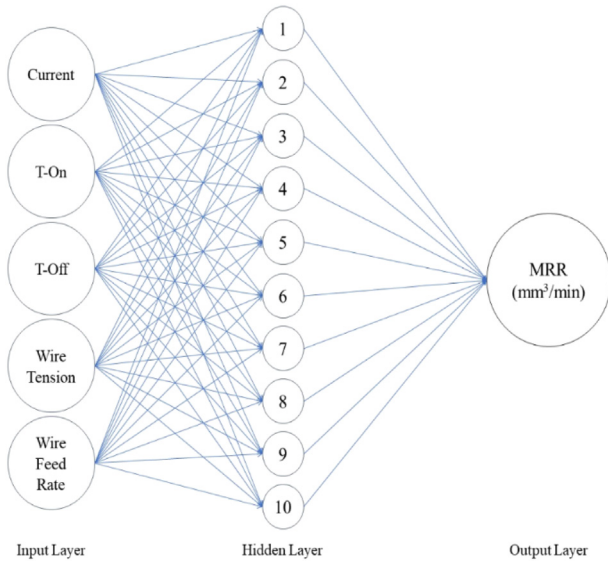 Current
T-On
T-Off
Wire
Tension
Wire
Feed
Rate
1
2
3
4
5
6
7
8
9
10
MRR
(mm³/min)
Input Layer
Hidden Layer
Output Layer